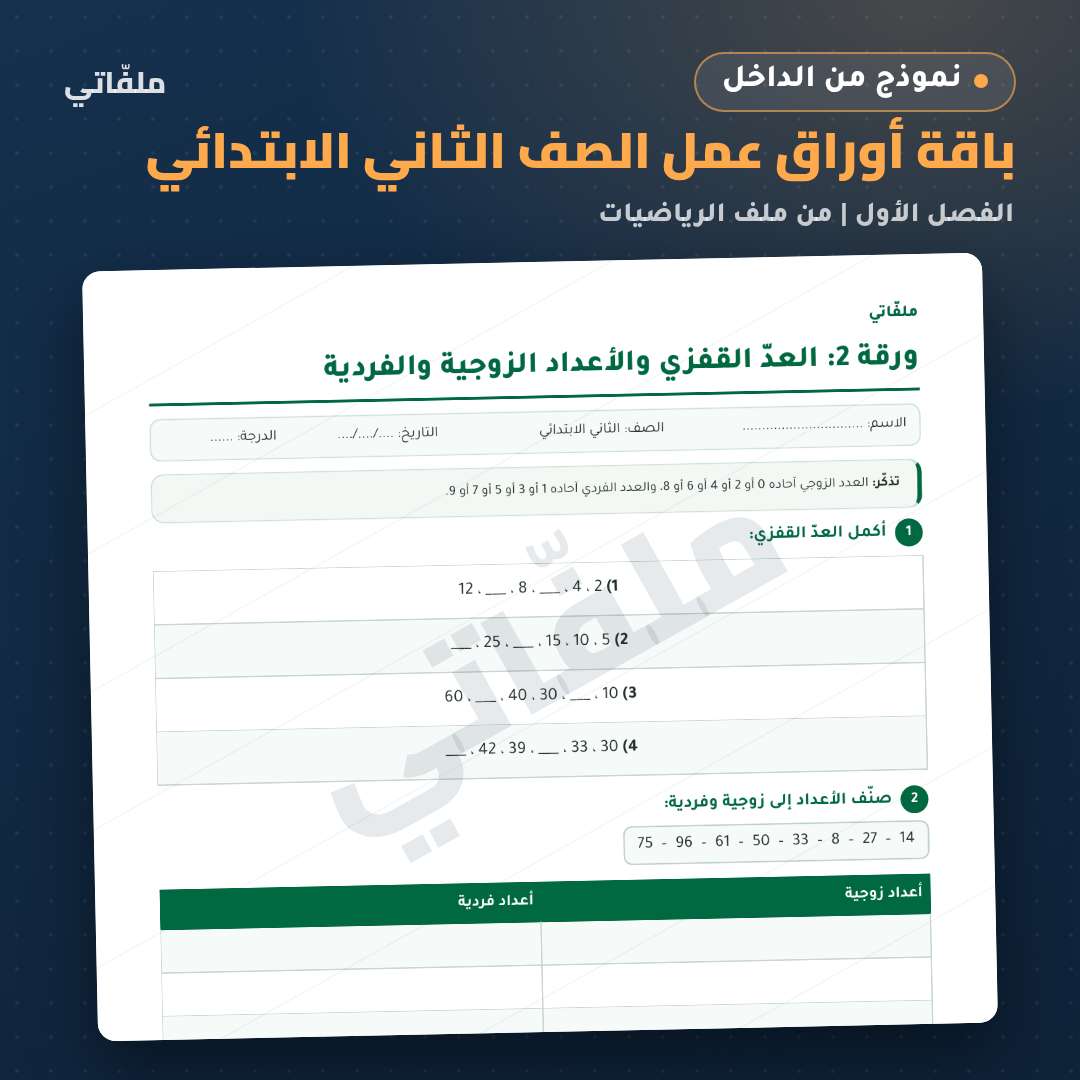 نموذج من الداخل
ملفّاتي
باقة أوراق عمل الصف الثاني الابتدائي
الفصل الأول | من ملف الرياضيات
ملفّاتي
ورقة 2: العدّ القفزي والأعداد الزوجية والفردية
الاسم: .............................. الصف: الثاني الابتدائي التاريخ: ..../..../.... الدرجة: ......
تذكّر: العدد الزوجي آحاده 0 أو 2 أو 4 أو 6 أو 8. والعدد الفردي آحاده 1 أو 3 أو 5 أو 7 أو 9.
1 أكمل العدّ القفزي:
1) 2 ، 4 ، ___ ، 8 ، ___ ، 12
2) 5 ، 10 ، 15 ، ___ ، 25 ، ___
3) 10 ، ___ ، 30 ، 40 ، ___ ، 60
4) 30 ، 33 ، ___ ، 39 ، 42 ، ___
ملفّاتي
2 صنّف الأعداد إلى زوجية وفردية:
14 - 27 - 8 - 33 - 50 - 61 - 96 - 75
أعداد زوجية أعداد فردية